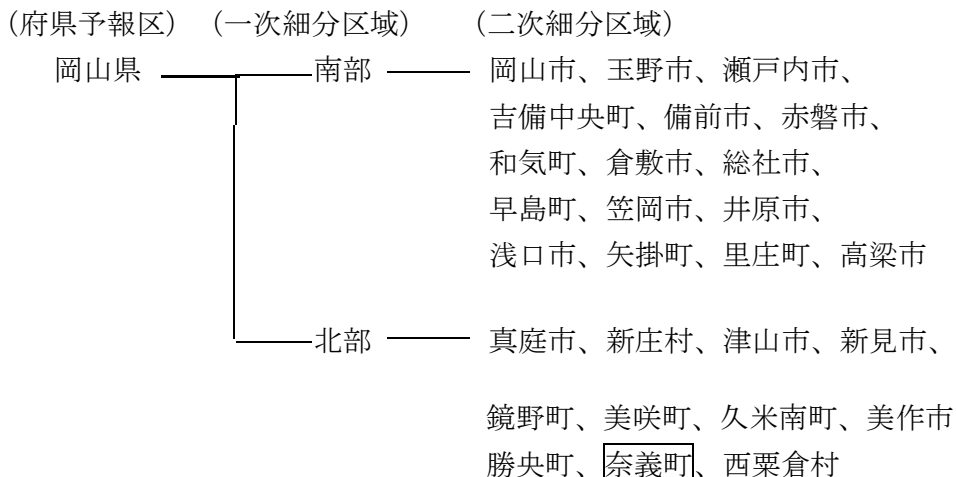 （府県予報区）（一次細分区域）　（二次細分区域）
岡山県　南部　岡山市、玉野市、瀬戸内市、
吉備中央町、備前市、赤磐市、
和気町、倉敷市、総社市、
早島町、笠岡市、井原市、
浅口市、矢掛町、里庄町、高梁市
北部　真庭市、新庄村、津山市、新見市、
鏡野町、美咲町、久米南町、美作市
勝央町、奈義町、西粟倉村